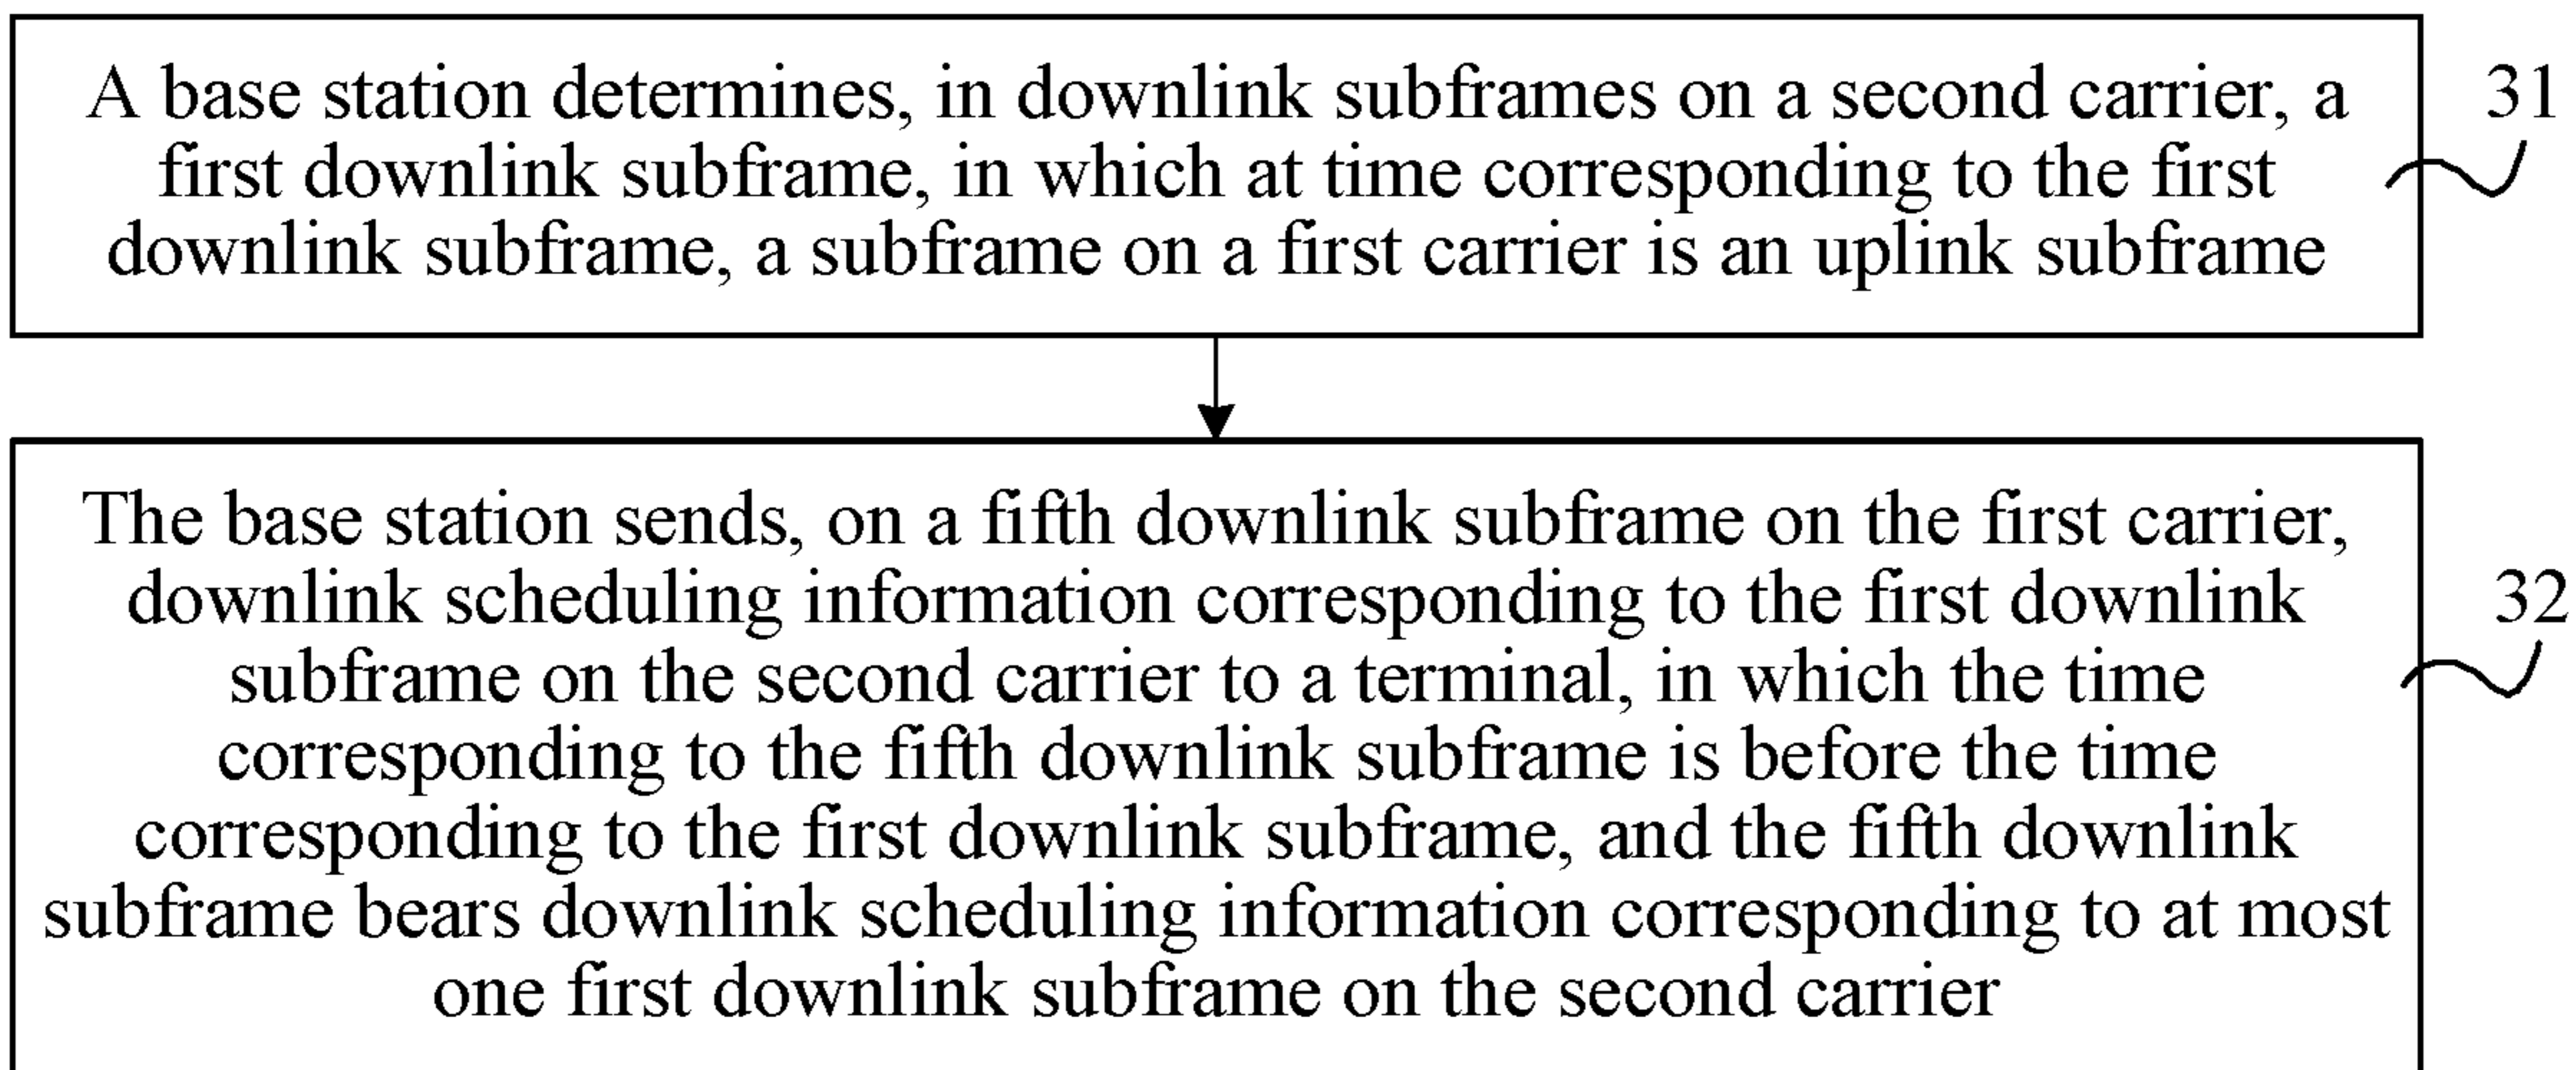 A base station determines, in downlink subframes on a second carrier, a
first downlink subframe, in which at time corresponding to the first
downlink subframe, a subframe on a first carrier is an uplink subframe
31
The base station sends, on a fifth downlink subframe on the first carrier,
downlink scheduling information corresponding to the first downlink
subframe on the second carrier to a terminal, in which the time
corresponding to the fifth downlink subframe is before the time
corresponding to the first downlink subframe, and the fifth downlink
subframe bears downlink scheduling information corresponding to at most
one first downlink subframe on the second carrier
32